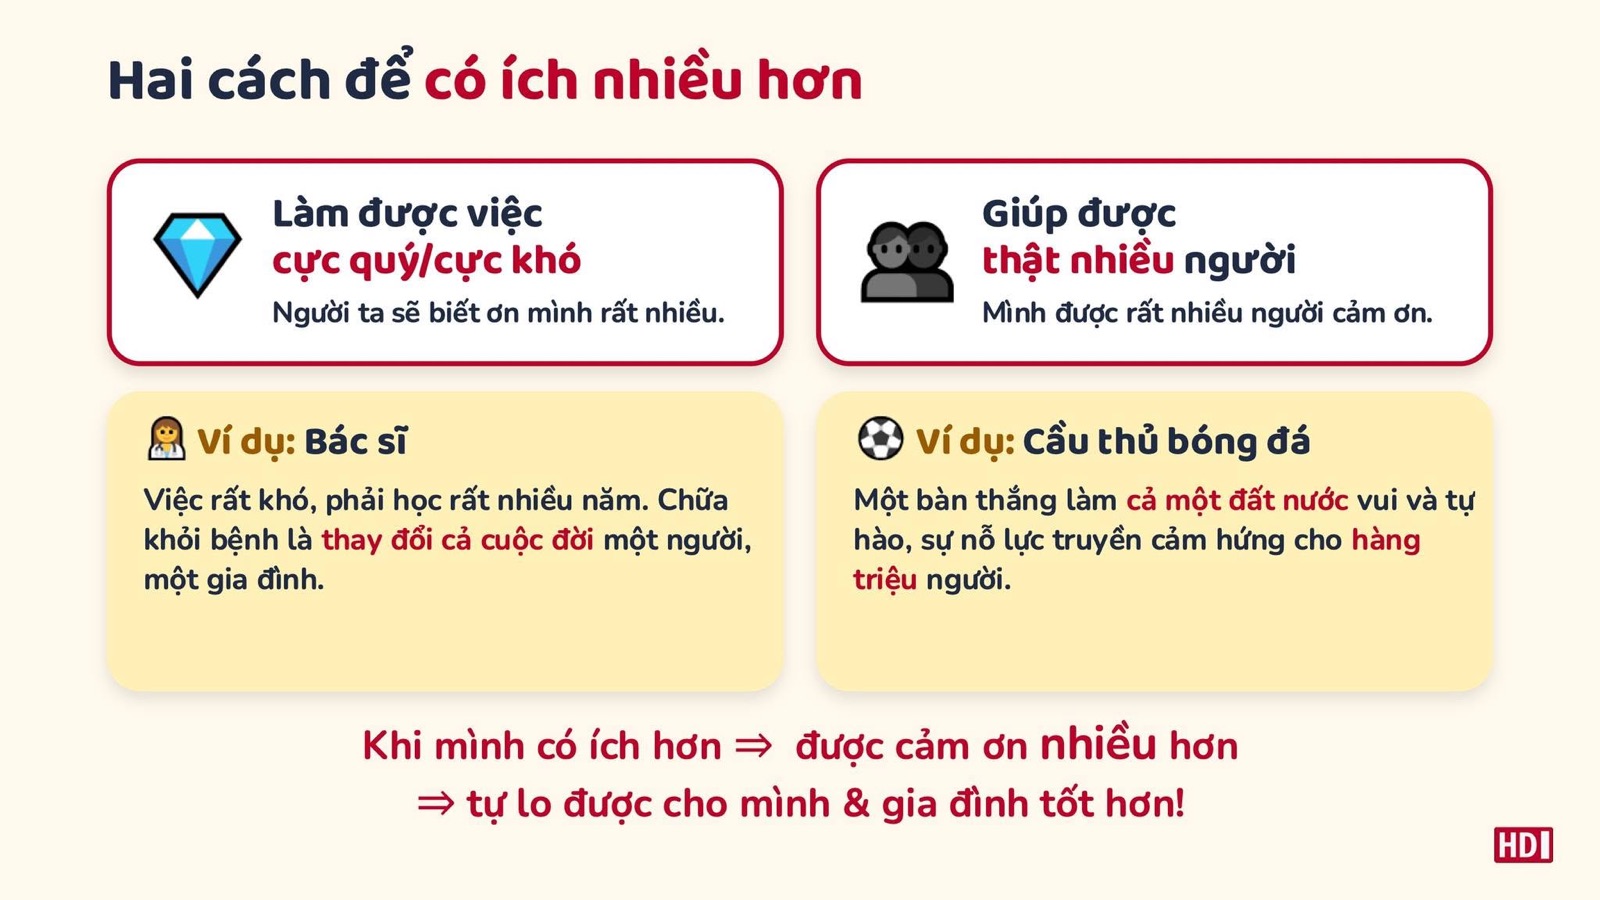 Hai cách để có ích nhiều hơn
Làm được việc
cực quý/cực khó
Người ta sẽ biết ơn mình rất nhiều.
Giúp được
thật nhiều người
Mình được rất nhiều người cảm ơn.
Ví dụ: Bác sĩ
Việc rất khó, phải học rất nhiều năm. Chữa
khỏi bệnh là thay đổi cả cuộc đời một người,
một gia đình.
Ví dụ: Cầu thủ bóng đá
Một bàn thắng làm cả một đất nước vui và tự
hào, sự nỗ lực truyền cảm hứng cho hàng
triệu người.
Khi mình có ích hơn ⇒ được cảm ơn nhiều hơn
⇒ tự lo được cho mình & gia đình tốt hơn!
HDI